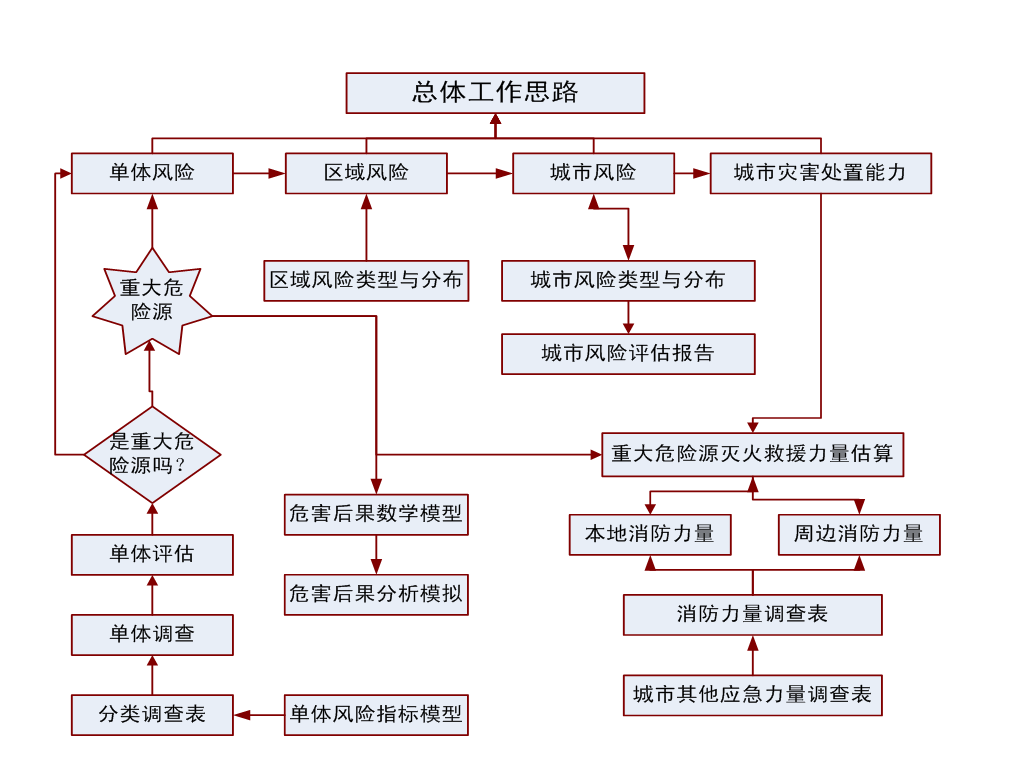 总体工作思路
单体风险
区域风险
城市风险
城市灾害处置能力
重大危
险源
区域风险类型与分布
城市风险类型与分布
城市风险评估报告
是重大危
险源吗？
重大危险源灭火救援力量估算
危害后果数学模型
本地消防力量
周边消防力量
单体评估
危害后果分析模拟
消防力量调查表
单体调查
城市其他应急力量调查表
分类调查表
单体风险指标模型